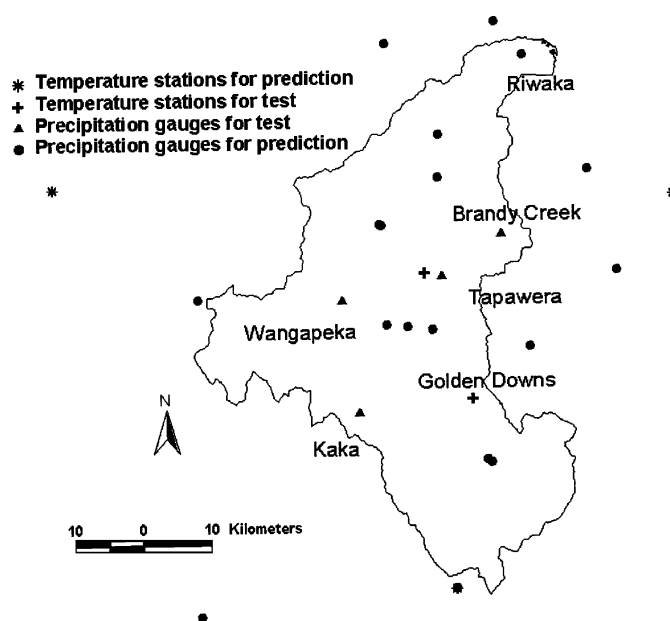 Temperature stations for prediction
Temperature stations for test
Precipitation gauges for test
Precipitation gauges for prediction
Riwaka
Brandy Creek
Tapawera
Wangapeka
Golden Downs
N
Kaka
10 0 10 Kilometers